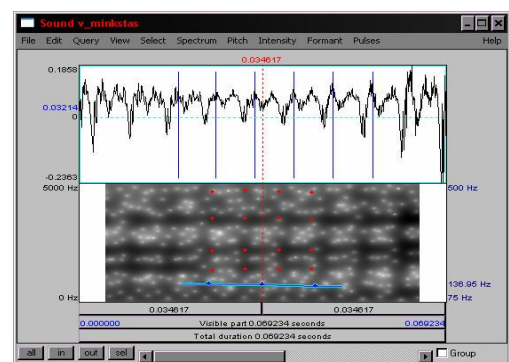 Sound v_minkstas
File Edit Query View Select Spectrum Pitch Intensity Formant Pulses Help
0.034617
0.1858
0.03214
0
-0.2363
5000 Hz 500 Hz
136.95 Hz
0 Hz 75 Hz
0.034617 0.034617
0.000000 Visible part 0.069234 seconds 0.069234
Total duration 0.069234 seconds
all in out sel Group